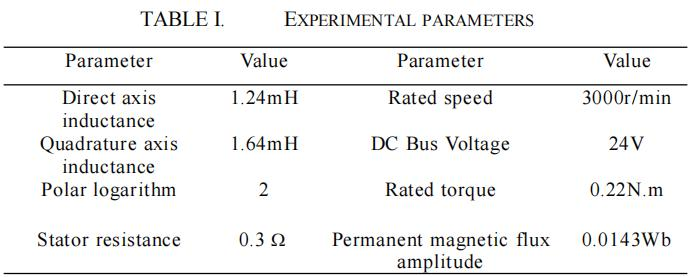 TABLE I. EXPERIMENTAL PARAMETERS
Parameter Value Parameter Value
Direct axis inductance 1.24mH Rated speed 3000r/min
Quadrature axis inductance 1.64mH DC Bus Voltage 24V
Polar logarithm 2 Rated torque 0.22N.m
Stator resistance 0.3 Ω Permanent magnetic flux amplitude 0.0143Wb